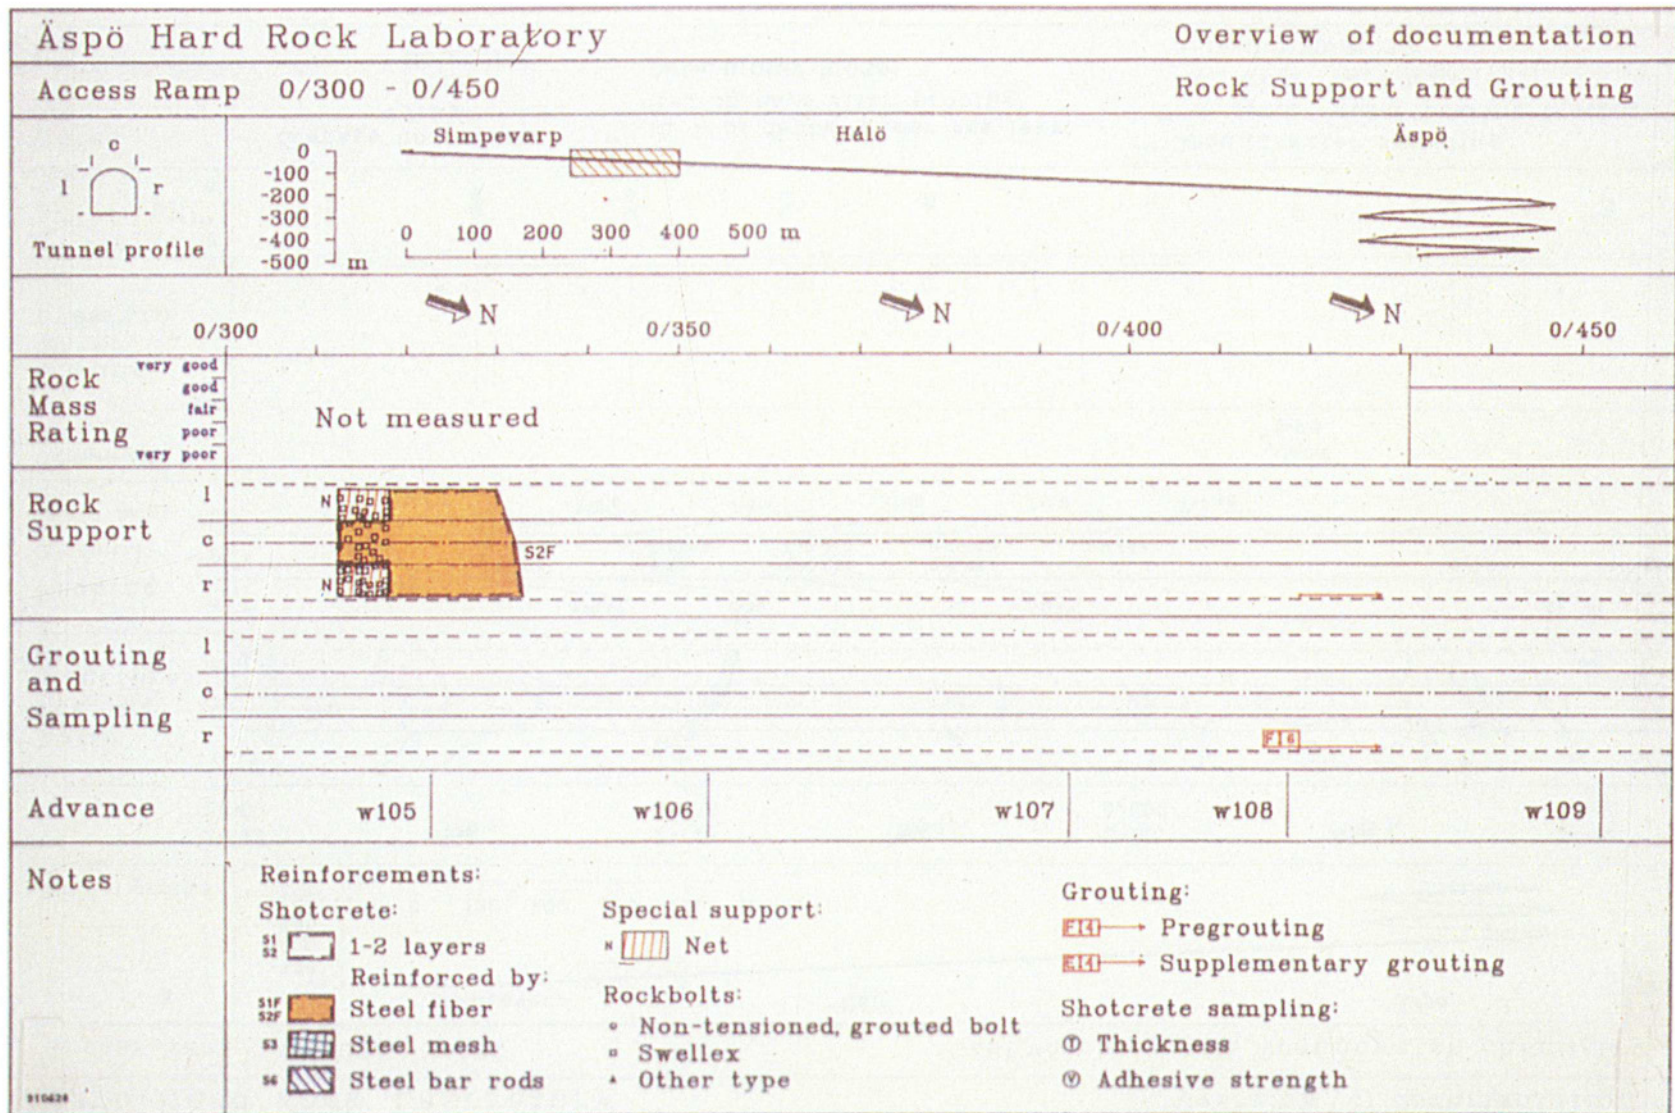 Äspö Hard Rock Laboratory
Overview of documentation
Access Ramp 0/300 - 0/450
Rock Support and Grouting
c
l r
Tunnel profile
Simpevarp Hålö Äspö
0
-100
-200
-300
-400
-500 m
0 100 200 300 400 500 m
N N N
0/300 0/350 0/400 0/450
Rock Mass Rating
very good
good
fair
poor
very poor
Not measured
Rock Support
l
c
r
N
S2F
N
Grouting and Sampling
l
c
r
F I 6
Advance
w105 w106 w107 w108 w109
Notes
Reinforcements:
Shotcrete:
S1 S2 1-2 layers
Reinforced by:
S1F S2F Steel fiber
S3 Steel mesh
S6 Steel bar rods
Special support:
N Net
Rockbolts:
Non-tensioned, grouted bolt
Swellex
Other type
Grouting:
Pregrouting
Supplementary grouting
Shotcrete sampling:
T Thickness
Adhesive strength